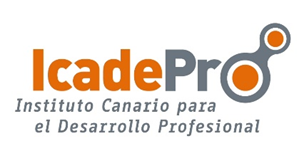 IcadePro
Instituto Canario para
el Desarrollo Profesional